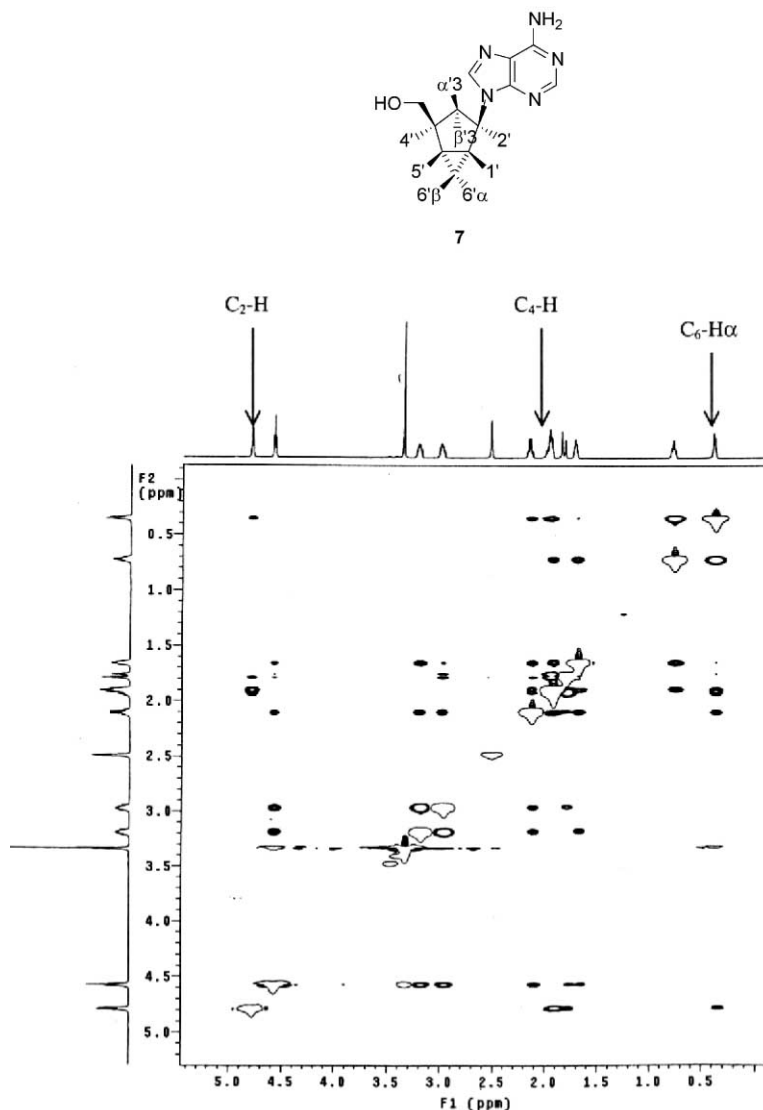 NH₂
N
N
N
N
α'3
HO
4'
β'3
2'
5'
1'
6'β
6'α
7
C₂-H
C₄-H
C₆-Hα
F2
(ppm)
0.5
1.0
1.5
2.0
2.5
3.0
3.5
4.0
4.5
5.0
5.0 4.5 4.0 3.5 3.0 2.5 2.0 1.5 1.0 0.5
F1 (ppm)